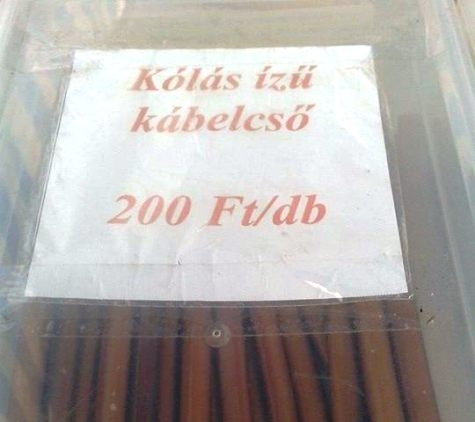 Kólás ízű
kábelcső
200 Ft/db